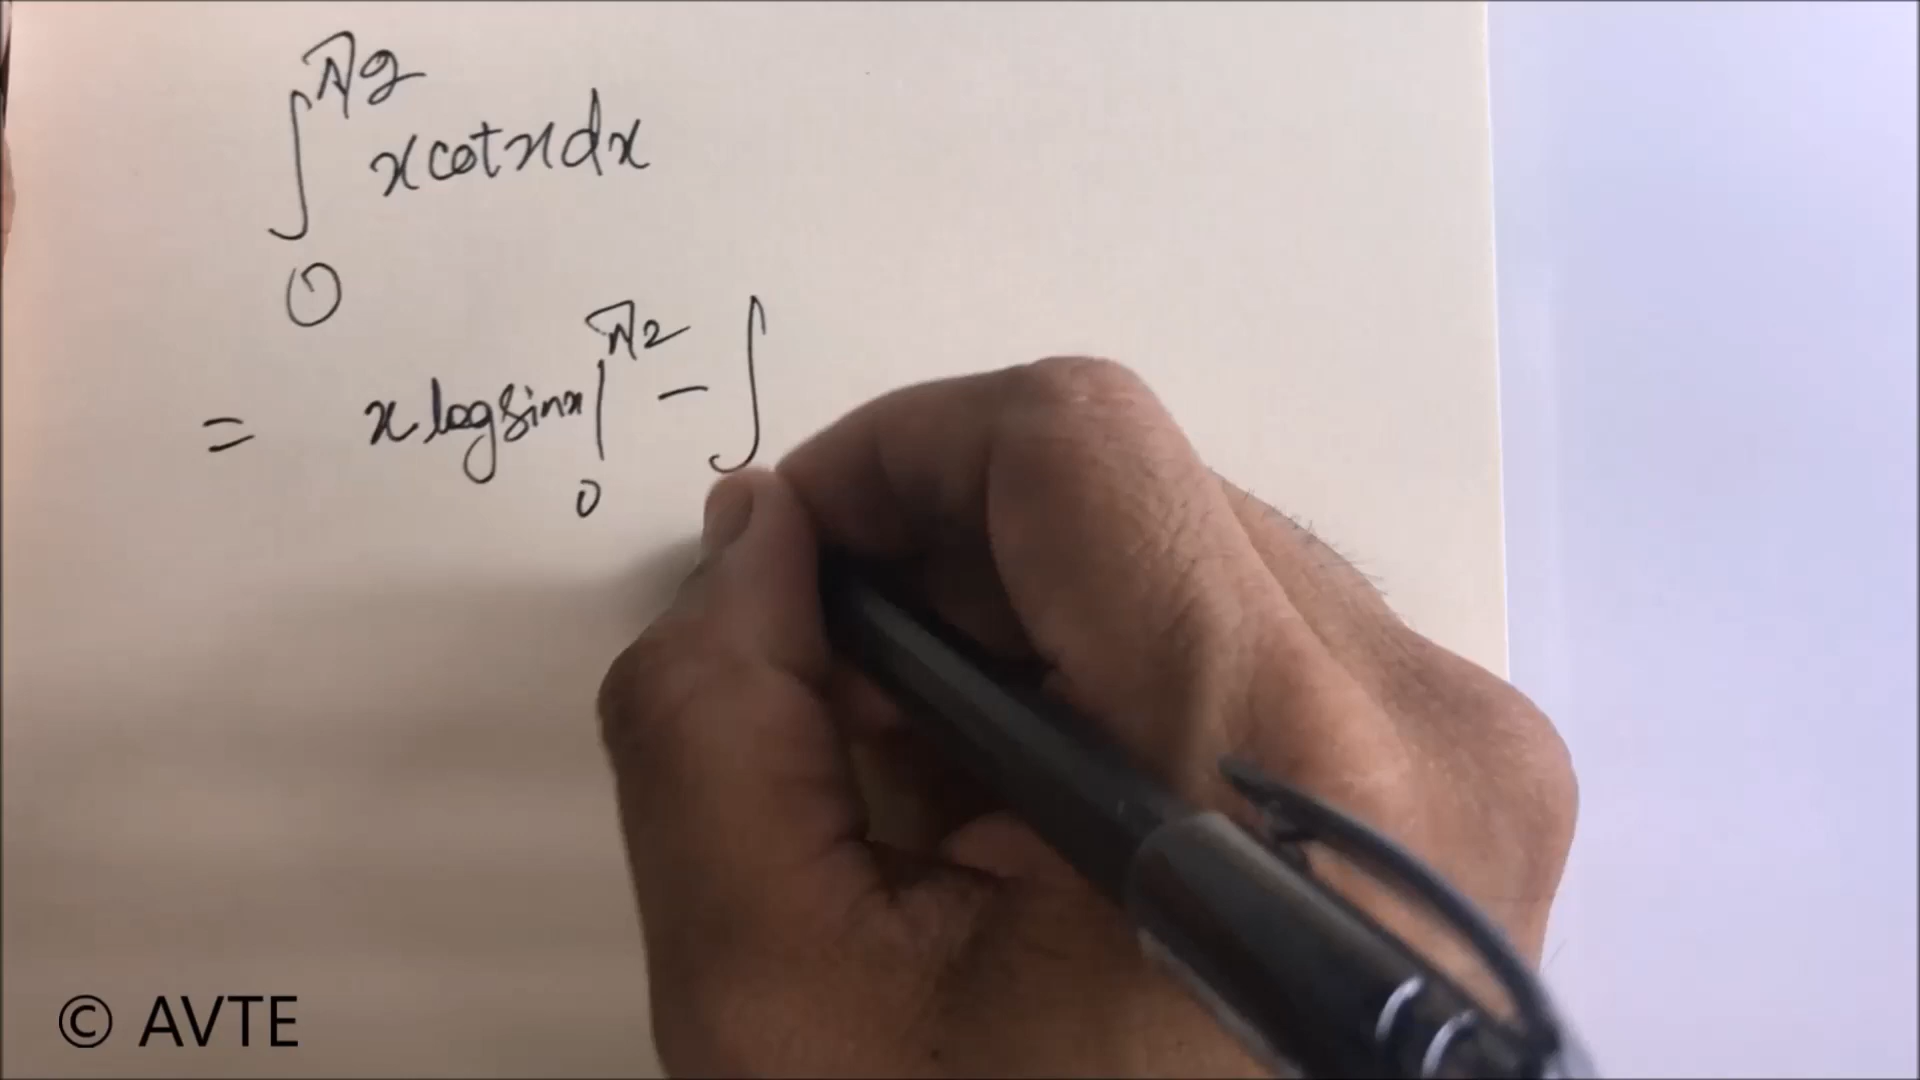 ∫₀^π/2 x cot x dx
= x log sin x |₀^π/2 - ∫
© AVTE